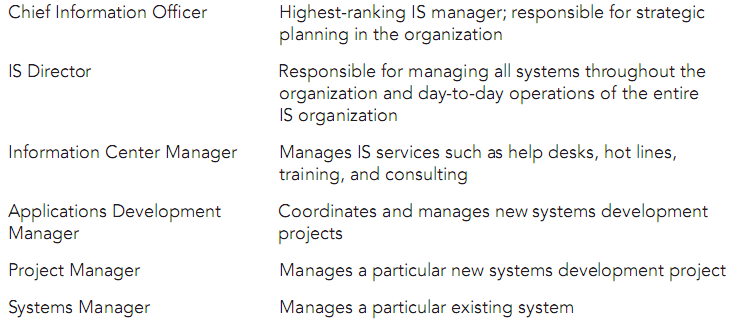 Chief Information Officer Highest-ranking IS manager; responsible for strategic
planning in the organization
IS Director Responsible for managing all systems throughout the
organization and day-to-day operations of the entire
IS organization
Information Center Manager Manages IS services such as help desks, hot lines,
training, and consulting
Applications Development Coordinates and manages new systems development
Manager projects
Project Manager Manages a particular new systems development project
Systems Manager Manages a particular existing system